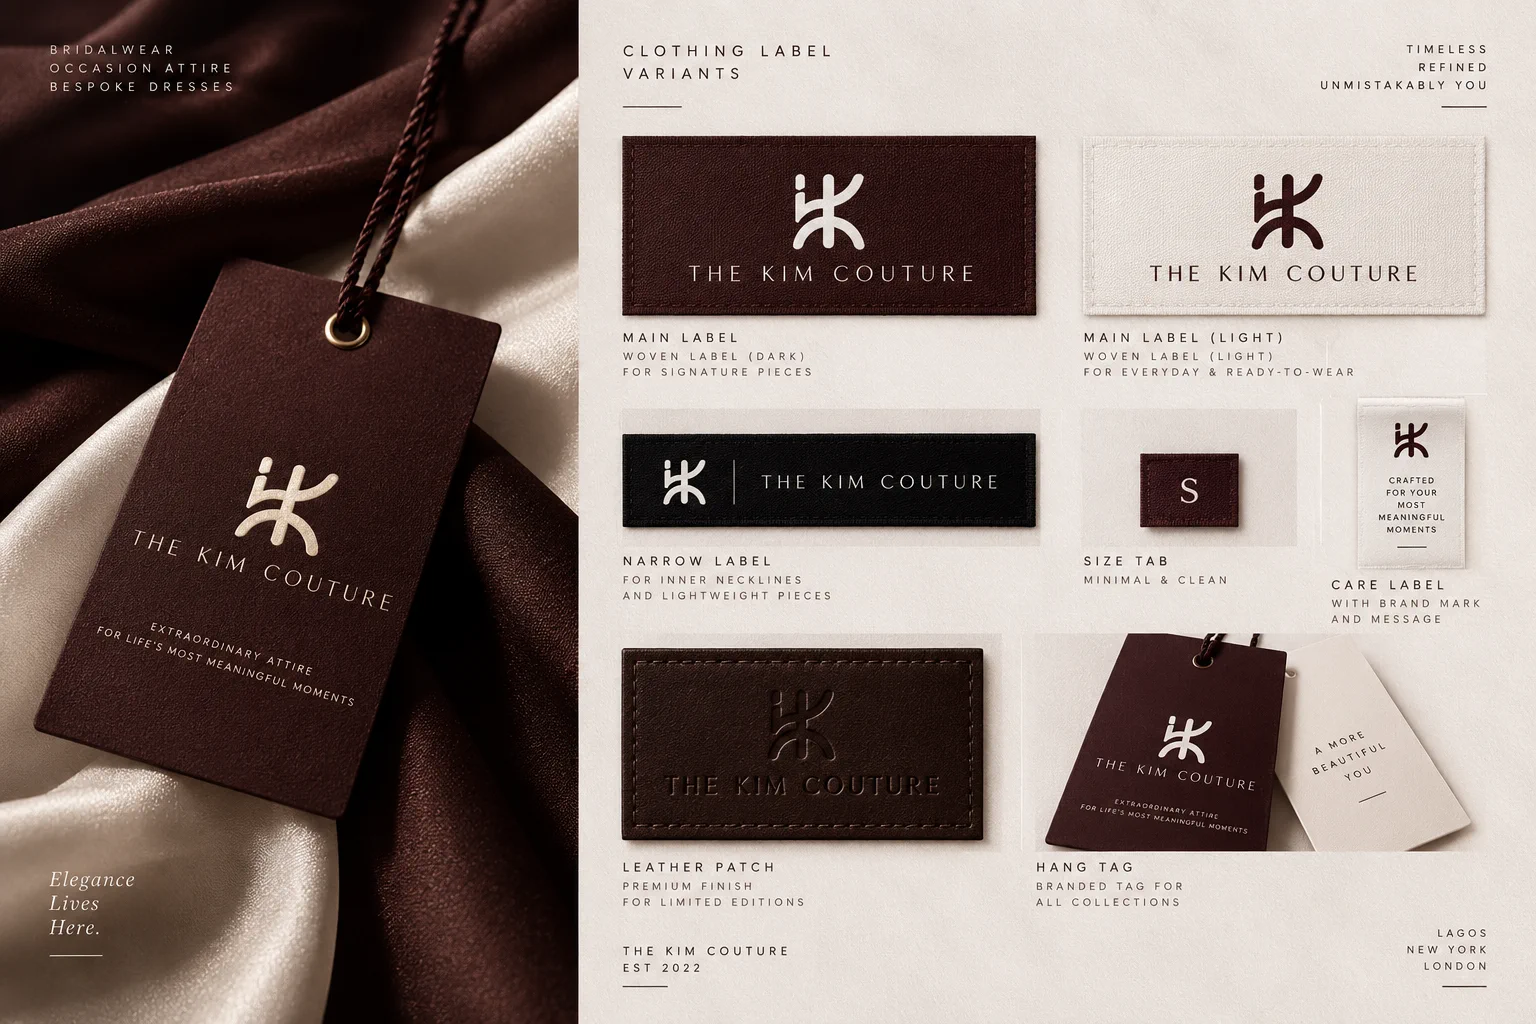 BRIDALWEAR
OCCASION ATTIRE
BESPOKE DRESSES
THE KIM COUTURE
EXTRAORDINARY ATTIRE
FOR LIFE'S MOST MEANINGFUL MOMENTS
Elegance
Lives
Here.
CLOTHING LABEL
VARIANTS
TIMELESS
REFINED
UNMISTAKABLY YOU
THE KIM COUTURE
MAIN LABEL
WOVEN LABEL (DARK)
FOR SIGNATURE PIECES
THE KIM COUTURE
MAIN LABEL (LIGHT)
WOVEN LABEL (LIGHT)
FOR EVERYDAY & READY-TO-WEAR
THE KIM COUTURE
NARROW LABEL
FOR INNER NECKLINES
AND LIGHTWEIGHT PIECES
S
SIZE TAB
MINIMAL & CLEAN
CRAFTED
FOR YOUR
MOST
MEANINGFUL
MOMENTS
CARE LABEL
WITH BRAND MARK
AND MESSAGE
THE KIM COUTURE
LEATHER PATCH
PREMIUM FINISH
FOR LIMITED EDITIONS
THE KIM COUTURE
EXTRAORDINARY ATTIRE
FOR LIFE'S MOST MEANINGFUL MOMENTS
A MORE
BEAUTIFUL
YOU
HANG TAG
BRANDED TAG FOR
ALL COLLECTIONS
THE KIM COUTURE
EST 2022
LAGOS
NEW YORK
LONDON